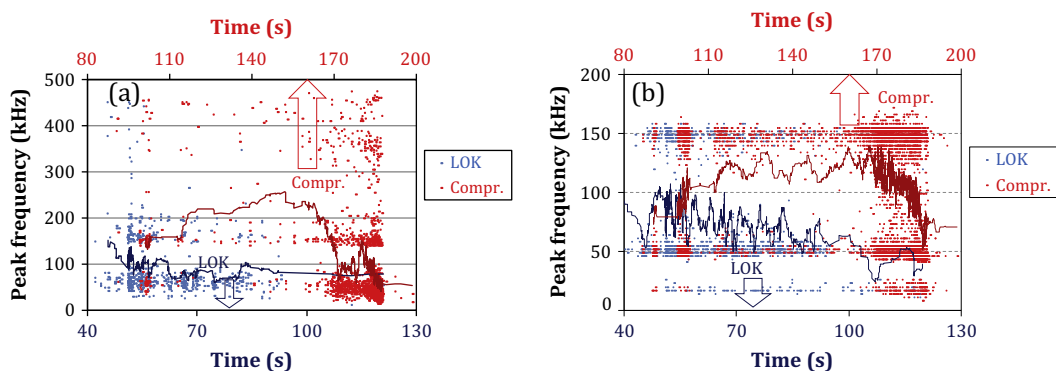 Time (s)
80 110 140 170 200
500
400
300
200
100
0
Peak frequency (kHz)
(a)
Compr.
LOK
40 70 100 130
Time (s)
LOK
Compr.
Time (s)
80 110 140 170 200
200
150
100
50
0
Peak frequency (kHz)
(b)
Compr.
LOK
40 70 100 130
Time (s)
LOK
Compr.